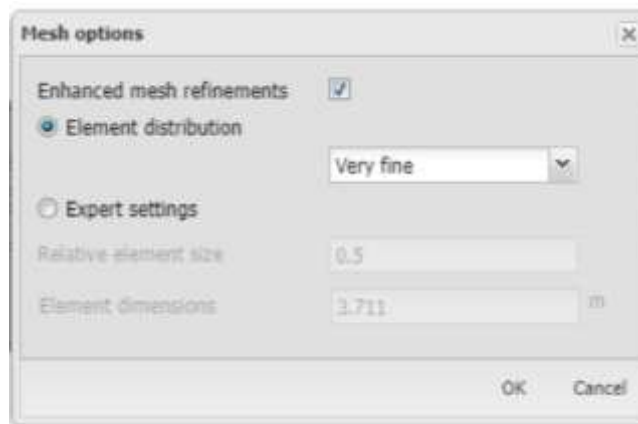 Mesh options
Enhanced mesh refinements
Element distribution
Very fine
Expert settings
Relative element size 0.5
Element dimensions 3.711 m
OK Cancel